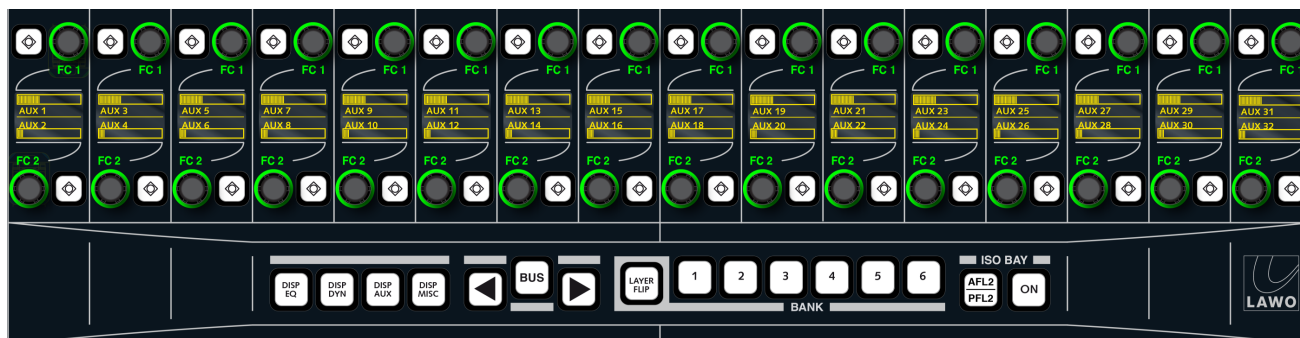 FC 1 FC 1 FC 1 FC 1 FC 1 FC 1 FC 1 FC 1 FC 1 FC 1 FC 1 FC 1 FC 1 FC 1 FC 1 FC 1
AUX 1 AUX 3 AUX 5 AUX 7 AUX 9 AUX 11 AUX 13 AUX 15 AUX 17 AUX 19 AUX 21 AUX 23 AUX 25 AUX 27 AUX 29 AUX 31
AUX 2 AUX 4 AUX 6 AUX 8 AUX 10 AUX 12 AUX 14 AUX 16 AUX 18 AUX 20 AUX 22 AUX 24 AUX 26 AUX 28 AUX 30 AUX 32
FC 2 FC 2 FC 2 FC 2 FC 2 FC 2 FC 2 FC 2 FC 2 FC 2 FC 2 FC 2 FC 2 FC 2 FC 2 FC 2
DISP
EQ
DISP
DYN
DISP
AUX
DISP
MISC
BUS
LAYER
FLIP
1 2 3 4 5 6
BANK
ISO BAY
AFL2
PFL2
ON
LAWO